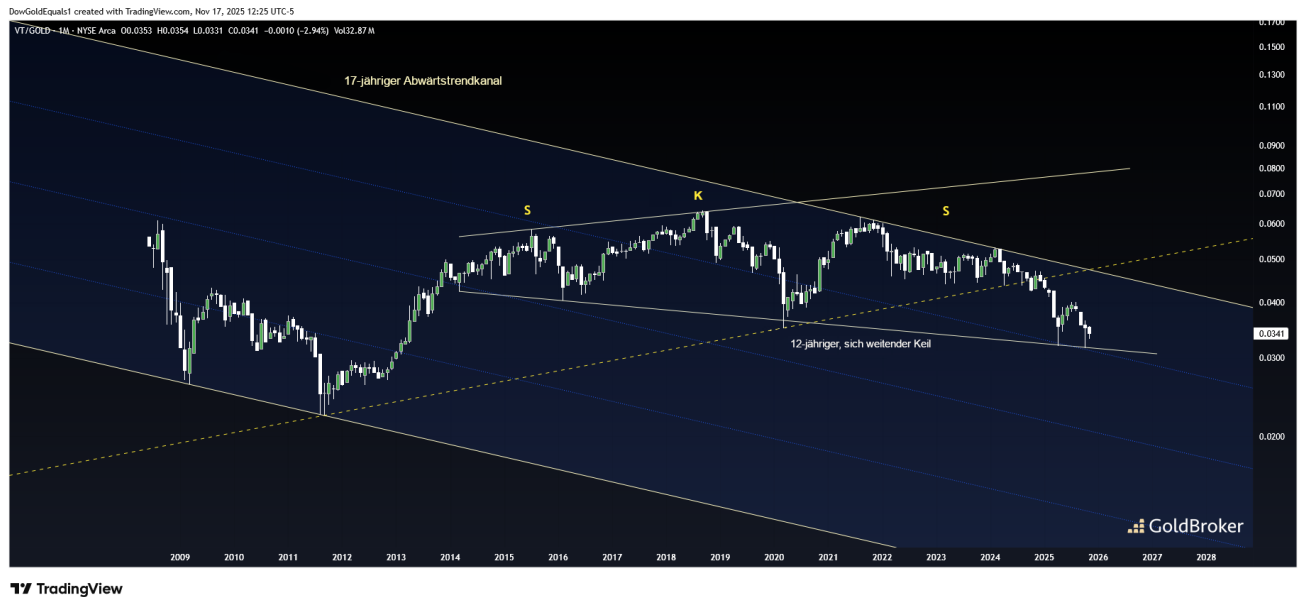 DowGoldEquals1 created with TradingView.com, Nov 17, 2025 12:25 UTC-5
VT/GOLD · 1M · NYSE Arca O0.0353 H0.0354 L0.0331 C0.0341 -0.0010 (-2.94%) Vol32.87 M
0.1700
0.1500
17-jähriger Abwärtstrendkanal
0.1300
0.1100
0.0900
0.0800
K
0.0700
S
S
0.0600
0.0500
0.0400
0.0341
12-jähriger, sich weitender Keil
0.0300
0.0200
GoldBroker
2009 2010 2011 2012 2013 2014 2015 2016 2017 2018 2019 2020 2021 2022 2023 2024 2025 2026 2027 2028
TradingView